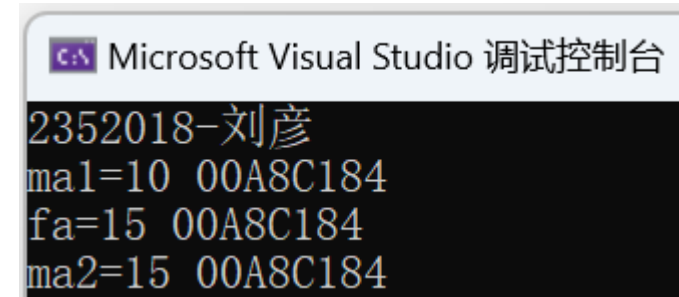 C:\ Microsoft Visual Studio 调试控制台
2352018-刘彦
ma1=10 00A8C184
fa=15 00A8C184
ma2=15 00A8C184